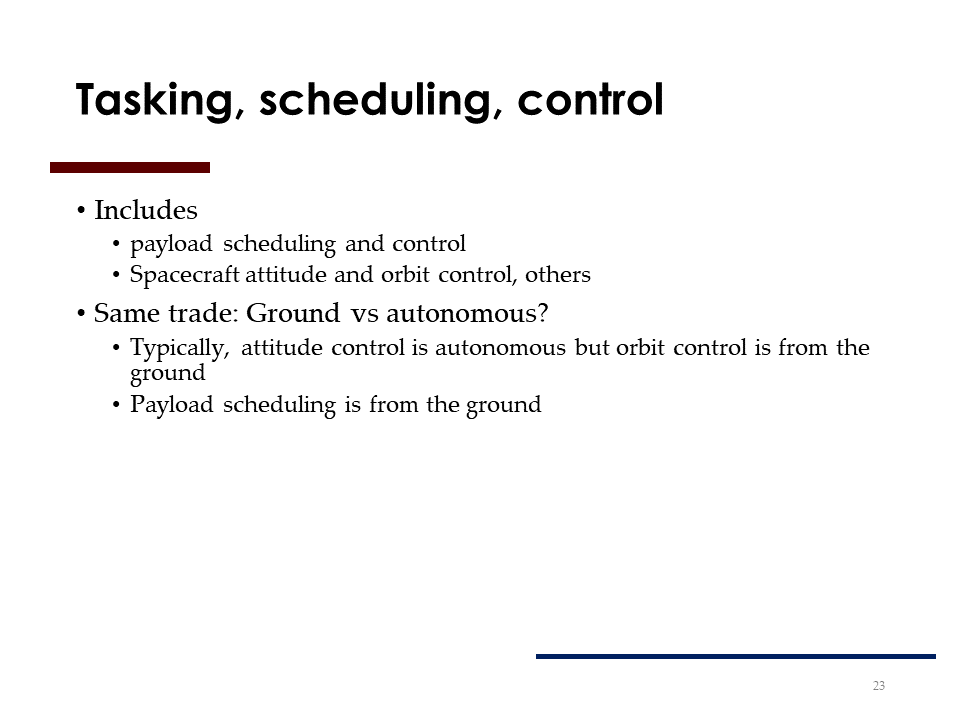 Tasking, scheduling, control
• Includes
• payload scheduling and control
• Spacecraft attitude and orbit control, others
• Same trade: Ground vs autonomous?
• Typically, attitude control is autonomous but orbit control is from the
ground
• Payload scheduling is from the ground
23